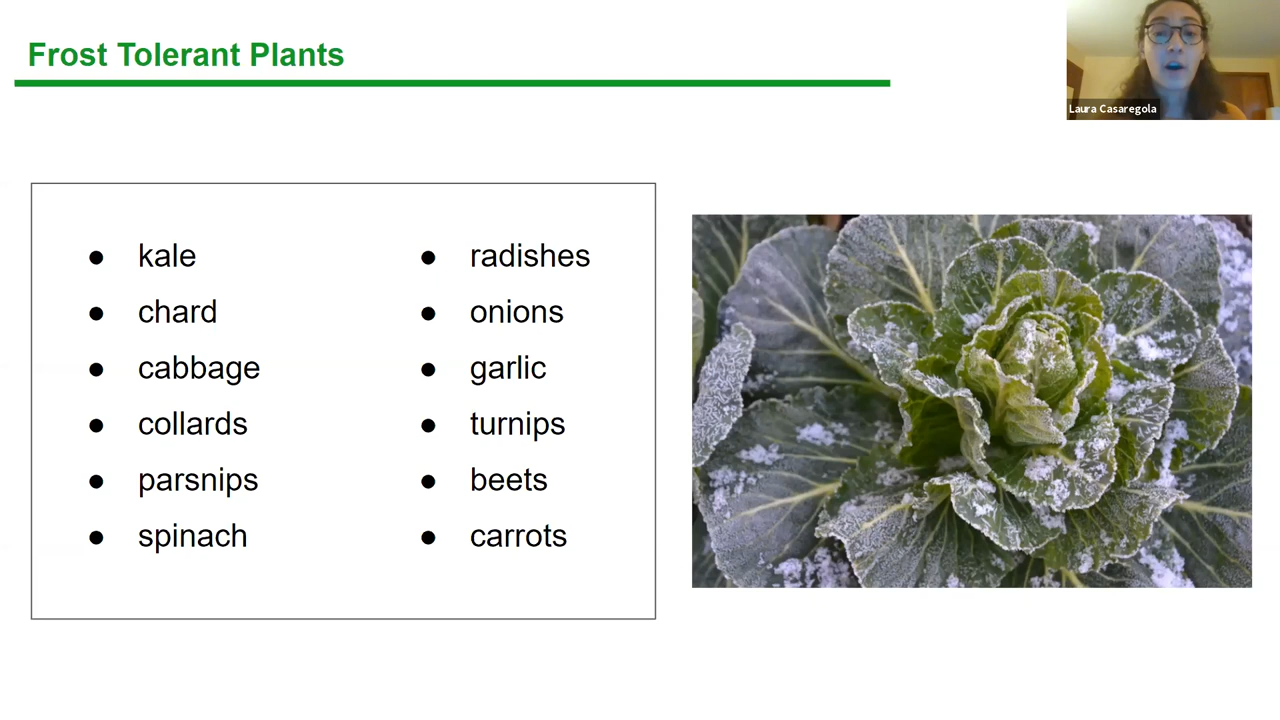 Frost Tolerant Plants
Laura Casaregola
● kale
● chard
● cabbage
● collards
● parsnips
● spinach
● radishes
● onions
● garlic
● turnips
● beets
● carrots